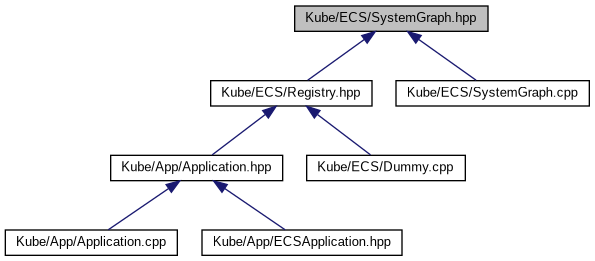 Kube/ECS/SystemGraph.hpp
Kube/ECS/Registry.hpp
Kube/ECS/SystemGraph.cpp
Kube/App/Application.hpp
Kube/ECS/Dummy.cpp
Kube/App/Application.cpp
Kube/App/ECSApplication.hpp